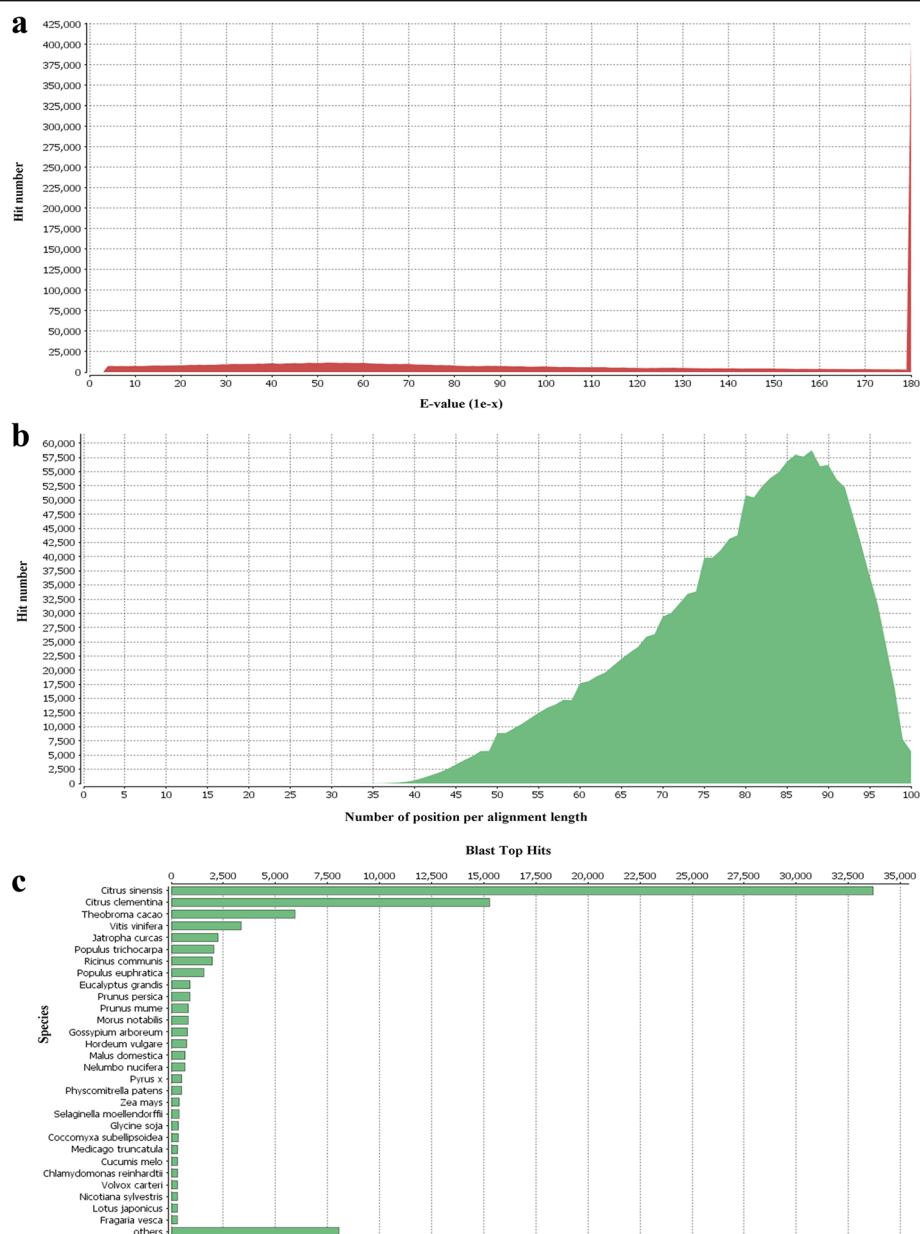 a
425,000
400,000
375,000
350,000
325,000
300,000
275,000
250,000
225,000
200,000
175,000
150,000
125,000
100,000
75,000
50,000
25,000
0
Hit number
0 10 20 30 40 50 60 70 80 90 100 110 120 130 140 150 160 170 180
E-value (1e-x)
b
60,000
57,500
55,000
52,500
50,000
47,500
45,000
42,500
40,000
37,500
35,000
32,500
30,000
27,500
25,000
22,500
20,000
17,500
15,000
12,500
10,000
7,500
5,000
2,500
0
Hit number
0 5 10 15 20 25 30 35 40 45 50 55 60 65 70 75 80 85 90 95 100
Number of position per alignment length
Blast Top Hits
c
0 2,500 5,000 7,500 10,000 12,500 15,000 17,500 20,000 22,500 25,000 27,500 30,000 32,500 35,000
Species
Citrus sinensis
Citrus clementina
Theobroma cacao
Vitis vinifera
Jatropha curcas
Populus trichocarpa
Ricinus communis
Populus euphratica
Eucalyptus grandis
Prunus persica
Prunus mume
Morus notabilis
Gossypium arboreum
Hordeum vulgare
Malus domestica
Nelumbo nucifera
Pyrus x
Physcomitrella patens
Zea mays
Selaginella moellendorffii
Glycine soja
Coccomyxa subellipsoidea
Medicago truncatula
Cucumis melo
Chlamydomonas reinhardtii
Volvox carteri
Nicotiana sylvestris
Lotus japonicus
Fragaria vesca
others